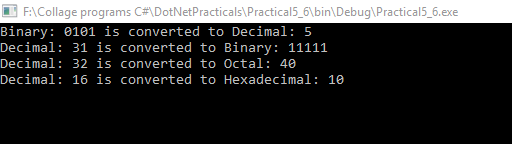 F:\Collage programs C#\DotNetPracticals\Practical5_6\bin\Debug\Practical5_6.exe
Binary: 0101 is converted to Decimal: 5
Decimal: 31 is converted to Binary: 11111
Decimal: 32 is converted to Octal: 40
Decimal: 16 is converted to Hexadecimal: 10